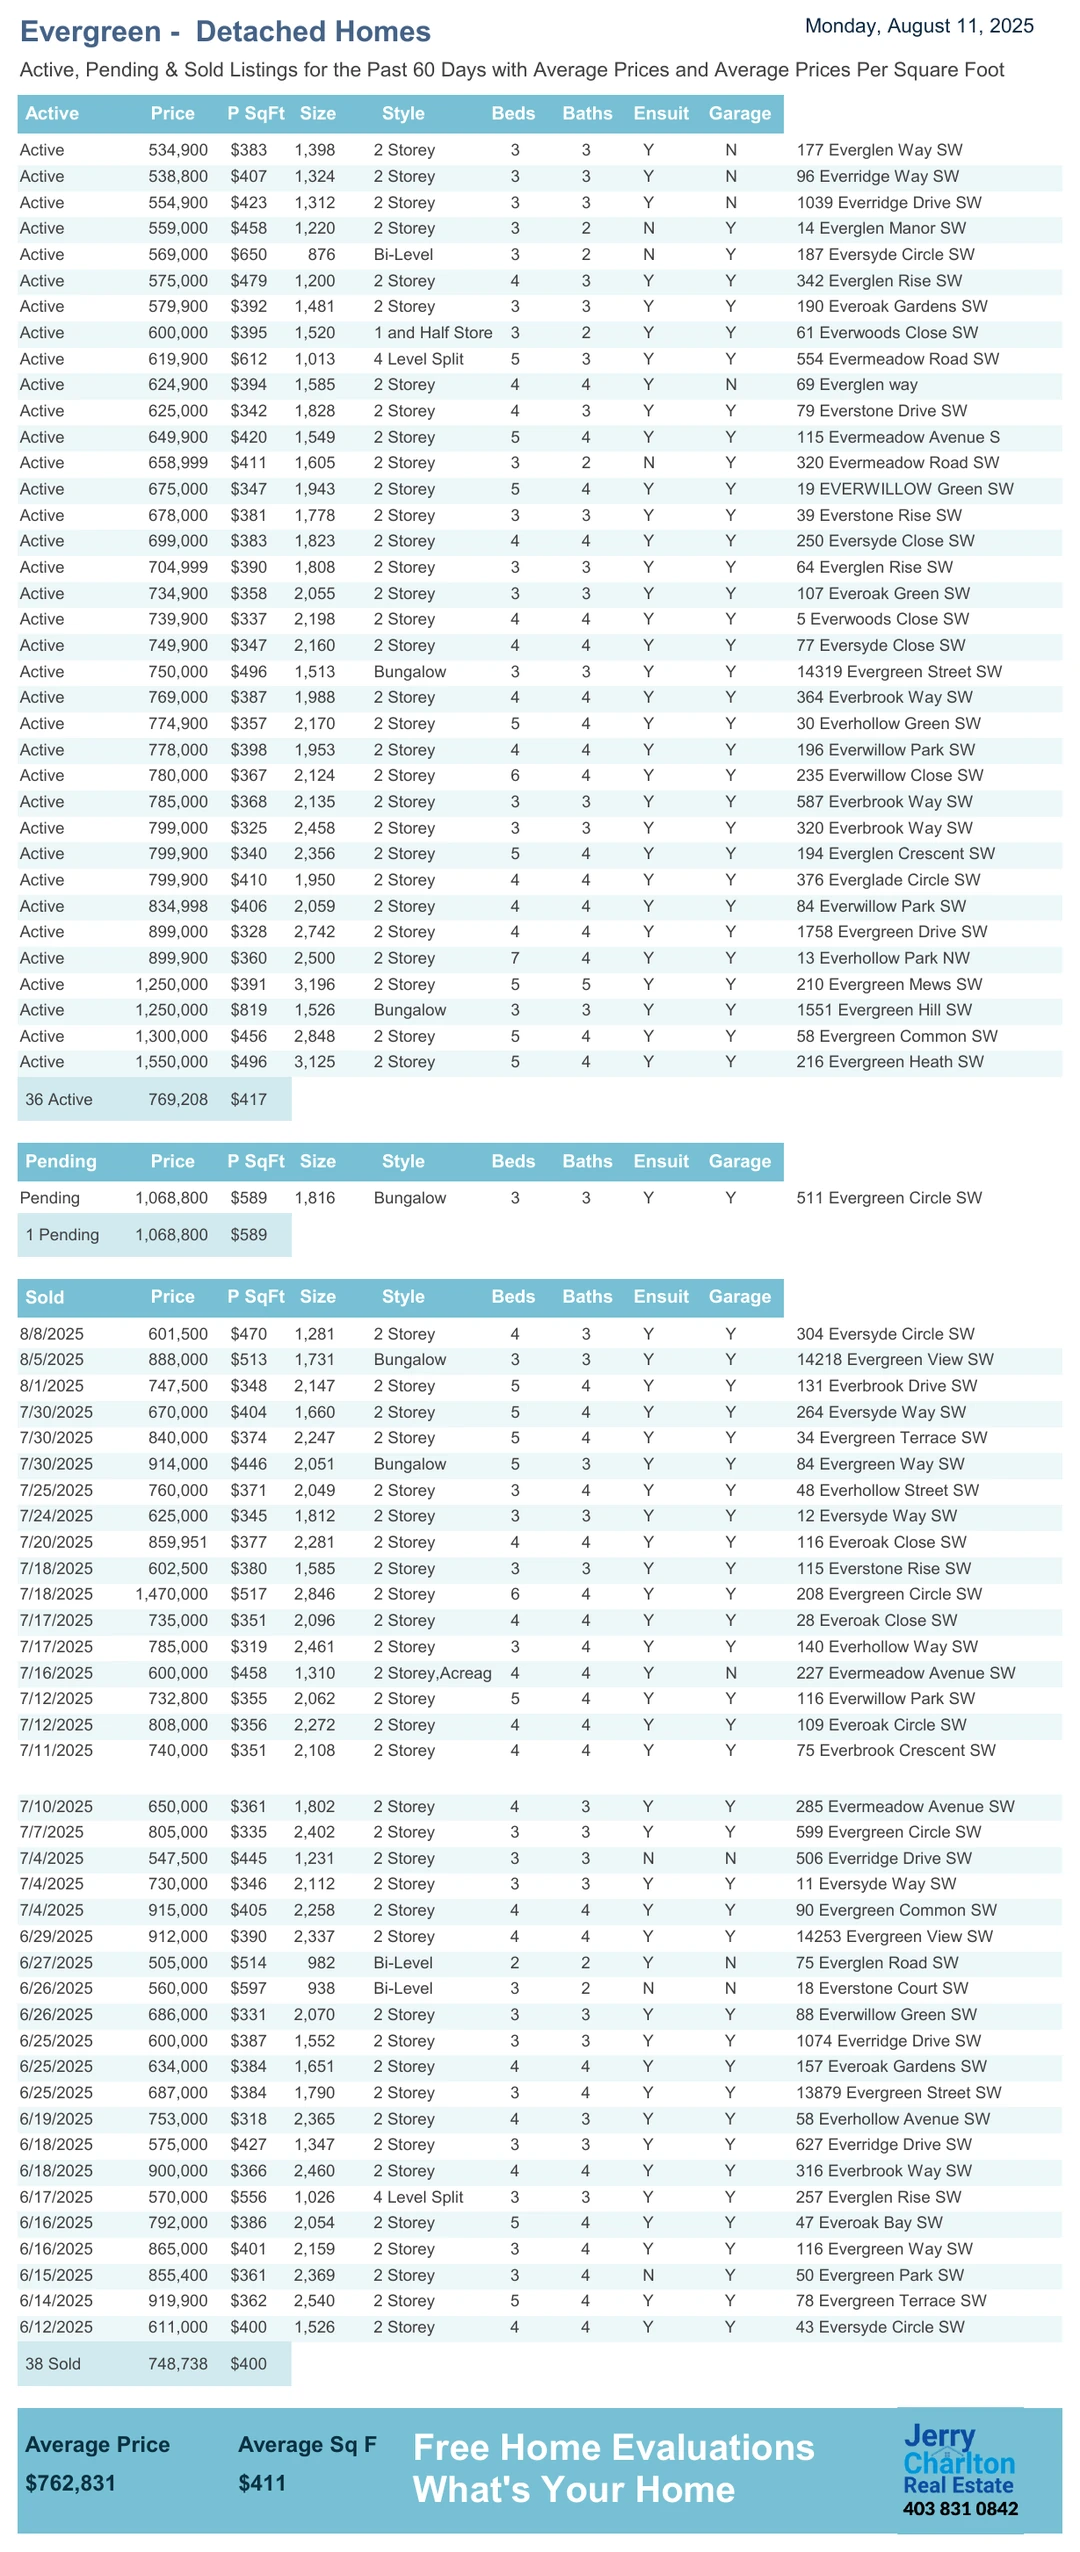 Evergreen - Detached Homes Monday, August 11, 2025
Active, Pending & Sold Listings for the Past 60 Days with Average Prices and Average Prices Per Square Foot
Active Price P SqFt Size Style Beds Baths Ensuit Garage
Active 534,900 $383 1,398 2 Storey 3 3 Y N 177 Everglen Way SW
Active 538,800 $407 1,324 2 Storey 3 3 Y N 96 Everridge Way SW
Active 554,900 $423 1,312 2 Storey 3 3 Y N 1039 Everridge Drive SW
Active 559,000 $458 1,220 2 Storey 3 2 N Y 14 Everglen Manor SW
Active 569,000 $650 876 Bi-Level 3 2 N Y 187 Eversyde Circle SW
Active 575,000 $479 1,200 2 Storey 4 3 Y Y 342 Everglen Rise SW
Active 579,900 $392 1,481 2 Storey 3 3 Y Y 190 Everoak Gardens SW
Active 600,000 $395 1,520 1 and Half Store 3 2 Y Y 61 Everwoods Close SW
Active 619,900 $612 1,013 4 Level Split 5 3 Y Y 554 Evermeadow Road SW
Active 624,900 $394 1,585 2 Storey 4 4 Y N 69 Everglen way
Active 625,000 $342 1,828 2 Storey 4 3 Y Y 79 Everstone Drive SW
Active 649,900 $420 1,549 2 Storey 5 4 Y Y 115 Evermeadow Avenue S
Active 658,999 $411 1,605 2 Storey 3 2 N Y 320 Evermeadow Road SW
Active 675,000 $347 1,943 2 Storey 5 4 Y Y 19 EVERWILLOW Green SW
Active 678,000 $381 1,778 2 Storey 3 3 Y Y 39 Everstone Rise SW
Active 699,000 $383 1,823 2 Storey 4 4 Y Y 250 Eversyde Close SW
Active 704,999 $390 1,808 2 Storey 3 3 Y Y 64 Everglen Rise SW
Active 734,900 $358 2,055 2 Storey 3 3 Y Y 107 Everoak Green SW
Active 739,900 $337 2,198 2 Storey 4 4 Y Y 5 Everwoods Close SW
Active 749,900 $347 2,160 2 Storey 4 4 Y Y 77 Eversyde Close SW
Active 750,000 $496 1,513 Bungalow 3 3 Y Y 14319 Evergreen Street SW
Active 769,000 $387 1,988 2 Storey 4 4 Y Y 364 Everbrook Way SW
Active 774,900 $357 2,170 2 Storey 5 4 Y Y 30 Everhollow Green SW
Active 778,000 $398 1,953 2 Storey 4 4 Y Y 196 Everwillow Park SW
Active 780,000 $367 2,124 2 Storey 6 4 Y Y 235 Everwillow Close SW
Active 785,000 $368 2,135 2 Storey 3 3 Y Y 587 Everbrook Way SW
Active 799,000 $325 2,458 2 Storey 3 3 Y Y 320 Everbrook Way SW
Active 799,900 $340 2,356 2 Storey 5 4 Y Y 194 Everglen Crescent SW
Active 799,900 $410 1,950 2 Storey 4 4 Y Y 376 Everglade Circle SW
Active 834,998 $406 2,059 2 Storey 4 4 Y Y 84 Everwillow Park SW
Active 899,000 $328 2,742 2 Storey 4 4 Y Y 1758 Evergreen Drive SW
Active 899,900 $360 2,500 2 Storey 7 4 Y Y 13 Everhollow Park NW
Active 1,250,000 $391 3,196 2 Storey 5 5 Y Y 210 Evergreen Mews SW
Active 1,250,000 $819 1,526 Bungalow 3 3 Y Y 1551 Evergreen Hill SW
Active 1,300,000 $456 2,848 2 Storey 5 4 Y Y 58 Evergreen Common SW
Active 1,550,000 $496 3,125 2 Storey 5 4 Y Y 216 Evergreen Heath SW
36 Active 769,208 $417
Pending Price P SqFt Size Style Beds Baths Ensuit Garage
Pending 1,068,800 $589 1,816 Bungalow 3 3 Y Y 511 Evergreen Circle SW
1 Pending 1,068,800 $589
Sold Price P SqFt Size Style Beds Baths Ensuit Garage
8/8/2025 601,500 $470 1,281 2 Storey 4 3 Y Y 304 Eversyde Circle SW
8/5/2025 888,000 $513 1,731 Bungalow 3 3 Y Y 14218 Evergreen View SW
8/1/2025 747,500 $348 2,147 2 Storey 5 4 Y Y 131 Everbrook Drive SW
7/30/2025 670,000 $404 1,660 2 Storey 5 4 Y Y 264 Eversyde Way SW
7/30/2025 840,000 $374 2,247 2 Storey 5 4 Y Y 34 Evergreen Terrace SW
7/30/2025 914,000 $446 2,051 Bungalow 5 3 Y Y 84 Evergreen Way SW
7/25/2025 760,000 $371 2,049 2 Storey 3 4 Y Y 48 Everhollow Street SW
7/24/2025 625,000 $345 1,812 2 Storey 3 3 Y Y 12 Eversyde Way SW
7/20/2025 859,951 $377 2,281 2 Storey 4 4 Y Y 116 Everoak Close SW
7/18/2025 602,500 $380 1,585 2 Storey 3 3 Y Y 115 Everstone Rise SW
7/18/2025 1,470,000 $517 2,846 2 Storey 6 4 Y Y 208 Evergreen Circle SW
7/17/2025 735,000 $351 2,096 2 Storey 4 4 Y Y 28 Everoak Close SW
7/17/2025 785,000 $319 2,461 2 Storey 3 4 Y Y 140 Everhollow Way SW
7/16/2025 600,000 $458 1,310 2 Storey,Acreag 4 4 Y N 227 Evermeadow Avenue SW
7/12/2025 732,800 $355 2,062 2 Storey 5 4 Y Y 116 Everwillow Park SW
7/12/2025 808,000 $356 2,272 2 Storey 4 4 Y Y 109 Everoak Circle SW
7/11/2025 740,000 $351 2,108 2 Storey 4 4 Y Y 75 Everbrook Crescent SW
7/10/2025 650,000 $361 1,802 2 Storey 4 3 Y Y 285 Evermeadow Avenue SW
7/7/2025 805,000 $335 2,402 2 Storey 3 3 Y Y 599 Evergreen Circle SW
7/4/2025 547,500 $445 1,231 2 Storey 3 3 N N 506 Everridge Drive SW
7/4/2025 730,000 $346 2,112 2 Storey 3 3 Y Y 11 Eversyde Way SW
7/4/2025 915,000 $405 2,258 2 Storey 4 4 Y Y 90 Evergreen Common SW
6/29/2025 912,000 $390 2,337 2 Storey 4 4 Y Y 14253 Evergreen View SW
6/27/2025 505,000 $514 982 Bi-Level 2 2 Y N 75 Everglen Road SW
6/26/2025 560,000 $597 938 Bi-Level 3 2 N N 18 Everstone Court SW
6/26/2025 686,000 $331 2,070 2 Storey 3 3 Y Y 88 Everwillow Green SW
6/25/2025 600,000 $387 1,552 2 Storey 3 3 Y Y 1074 Everridge Drive SW
6/25/2025 634,000 $384 1,651 2 Storey 4 4 Y Y 157 Everoak Gardens SW
6/25/2025 687,000 $384 1,790 2 Storey 3 4 Y Y 13879 Evergreen Street SW
6/19/2025 753,000 $318 2,365 2 Storey 4 3 Y Y 58 Everhollow Avenue SW
6/18/2025 575,000 $427 1,347 2 Storey 3 3 Y Y 627 Everridge Drive SW
6/18/2025 900,000 $366 2,460 2 Storey 4 4 Y Y 316 Everbrook Way SW
6/17/2025 570,000 $556 1,026 4 Level Split 3 3 Y Y 257 Everglen Rise SW
6/16/2025 792,000 $386 2,054 2 Storey 5 4 Y Y 47 Everoak Bay SW
6/16/2025 865,000 $401 2,159 2 Storey 3 4 Y Y 116 Evergreen Way SW
6/15/2025 855,400 $361 2,369 2 Storey 3 4 N Y 50 Evergreen Park SW
6/14/2025 919,900 $362 2,540 2 Storey 5 4 Y Y 78 Evergreen Terrace SW
6/12/2025 611,000 $400 1,526 2 Storey 4 4 Y Y 43 Eversyde Circle SW
38 Sold 748,738 $400
Average Price Average Sq F
$762,831 $411
Free Home Evaluations
What's Your Home
Jerry
Charlton
Real Estate
403 831 0842